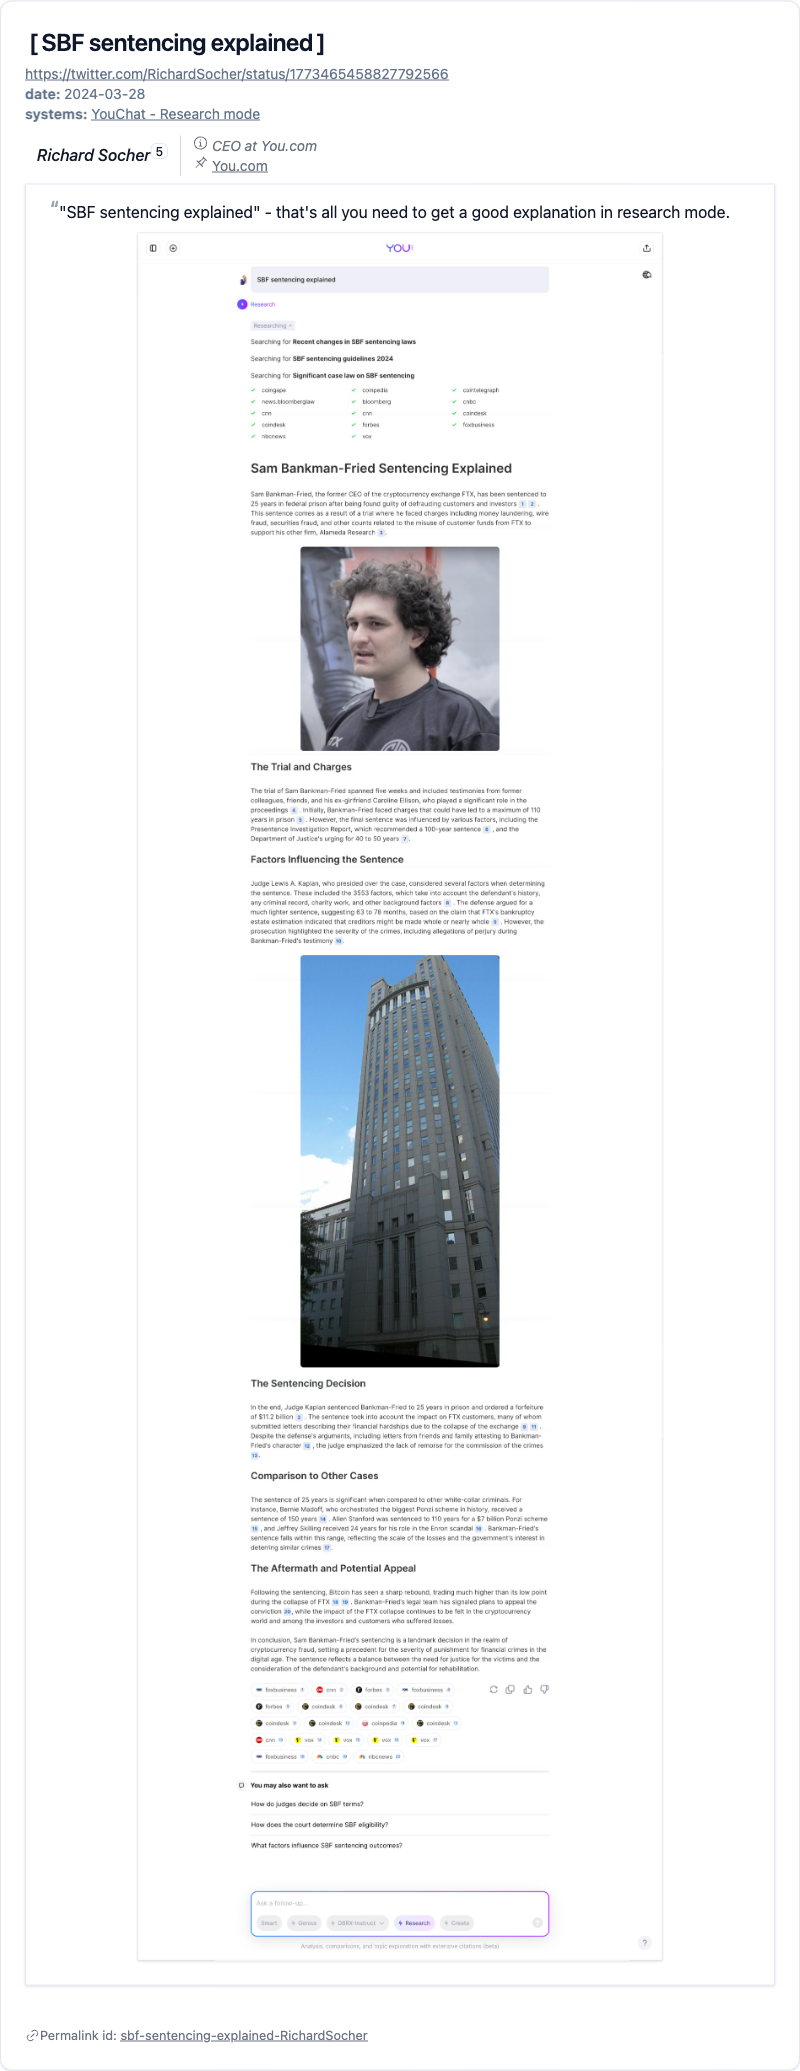 [ SBF sentencing explained ]
https://twitter.com/RichardSocher/status/1773465458827792566
date: 2024-03-28
systems: YouChat - Research mode
Richard Socher 5
CEO at You.com
You.com
“"SBF sentencing explained" - that's all you need to get a good explanation in research mode.
YOU
SBF sentencing explained
Research
Researching
Searching for Recent changes in SBF sentencing laws
Searching for SBF sentencing guidelines 2024
Searching for Significant case law on SBF sentencing
coingape coinpedia cointelegraph
news.bloomberglaw bloomberg cnbc
cnn cnn coindesk
coindesk forbes foxbusiness
nbcnews vox
Sam Bankman-Fried Sentencing Explained
Sam Bankman-Fried, the former CEO of the cryptocurrency exchange FTX, has been sentenced to
25 years in federal prison after being found guilty of defrauding customers and investors 1 2 .
This sentence comes as a result of a trial where he faced charges including money laundering, wire
fraud, securities fraud, and other counts related to the misuse of customer funds from FTX to
support his other firm, Alameda Research 3 .
The Trial and Charges
The trial of Sam Bankman-Fried spanned five weeks and included testimonies from former
colleagues, friends, and his ex-girlfriend Caroline Ellison, who played a significant role in the
proceedings 4 . Initially, Bankman-Fried faced charges that could have led to a maximum of 110
years in prison 5 . However, the final sentence was influenced by various factors, including the
Presentence Investigation Report, which recommended a 100-year sentence 6 , and the
Department of Justice's urging for 40 to 50 years 7 .
Factors Influencing the Sentence
Judge Lewis A. Kaplan, who presided over the case, considered several factors when determining
the sentence. These included the 3553 factors, which take into account the defendant's history,
any criminal record, charity work, and other background factors 8 . The defense argued for a
much lighter sentence, suggesting 63 to 78 months, based on the claim that FTX's bankruptcy
estate estimation indicated that creditors might be made whole or nearly whole 9 . However, the
prosecution highlighted the severity of the crimes, including allegations of perjury during
Bankman-Fried's testimony 10 .
The Sentencing Decision
In the end, Judge Kaplan sentenced Bankman-Fried to 25 years in prison and ordered a forfeiture
of $11.2 billion 2 . The sentence took into account the impact on FTX customers, many of whom
submitted letters describing their financial hardships due to the collapse of the exchange 9 11 .
Despite the defense's arguments, including letters from friends and family attesting to Bankman-
Fried's character 12 , the judge emphasized the lack of remorse for the commission of the crimes
13 .
Comparison to Other Cases
The sentence of 25 years is significant when compared to other white-collar criminals. For
instance, Bernie Madoff, who orchestrated the biggest Ponzi scheme in history, received a
sentence of 150 years 14 . Allen Stanford was sentenced to 110 years for a $7 billion Ponzi scheme
15 , and Jeffrey Skilling received 24 years for his role in the Enron scandal 16 . Bankman-Fried's
sentence falls within this range, reflecting the scale of the losses and the government's interest in
deterring similar crimes 17 .
The Aftermath and Potential Appeal
Following the sentencing, Bitcoin has seen a sharp rebound, trading much higher than its low point
during the collapse of FTX 18 19 . Bankman-Fried's legal team has signaled plans to appeal the
conviction 20 , while the impact of the FTX collapse continues to be felt in the cryptocurrency
world and among the investors and customers who suffered losses.
In conclusion, Sam Bankman-Fried's sentencing is a landmark decision in the realm of
cryptocurrency fraud, setting a precedent for the severity of punishment for financial crimes in the
digital age. The sentence reflects a balance between the need for justice for the victims and the
consideration of the defendant's background and potential for rehabilitation.
foxbusiness 1 cnn 2 forbes 3 foxbusiness 4
forbes 5 coindesk 6 coindesk 7 coindesk 8
coindesk 9 coindesk 10 coinpedia 11 coindesk 12
cnn 13 vox 14 vox 15 vox 16 vox 17
foxbusiness 18 cnbc 19 nbcnews 20
You may also want to ask
How do judges decide on SBF terms?
How does the court determine SBF eligibility?
What factors influence SBF sentencing outcomes?
Ask a follow-up...
Smart Genius DBRX Instruct Research Create
Analysis, comparisons, and topic explanation with extensive citations (beta)
?
Permalink id: sbf-sentencing-explained-RichardSocher